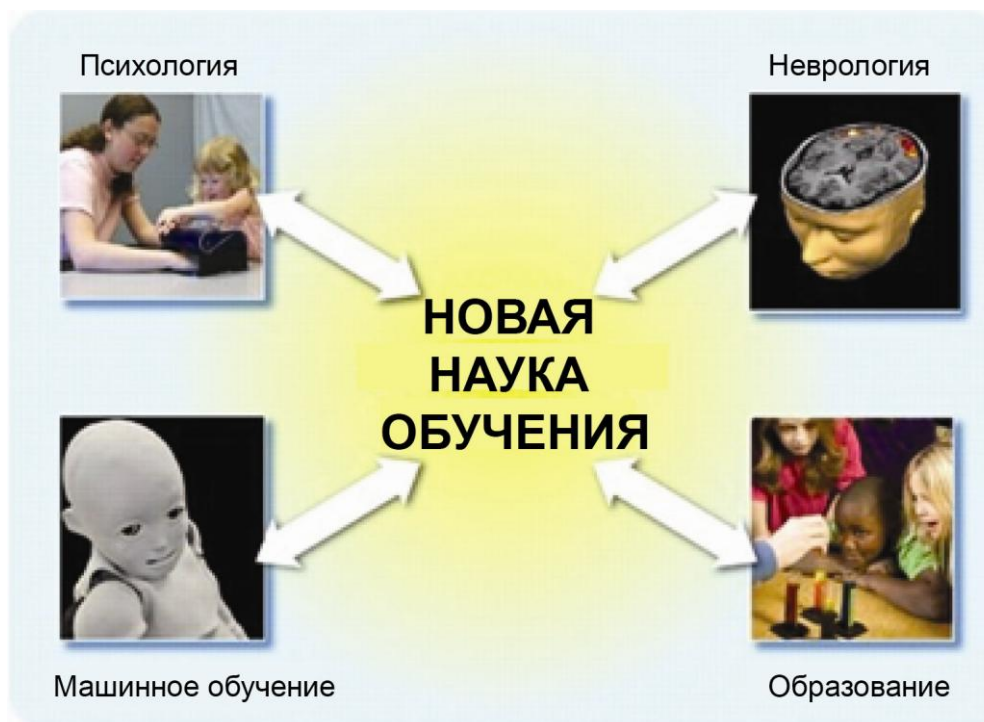 Психология
Неврология
НОВАЯ
НАУКА
ОБУЧЕНИЯ
Машинное обучение
Образование